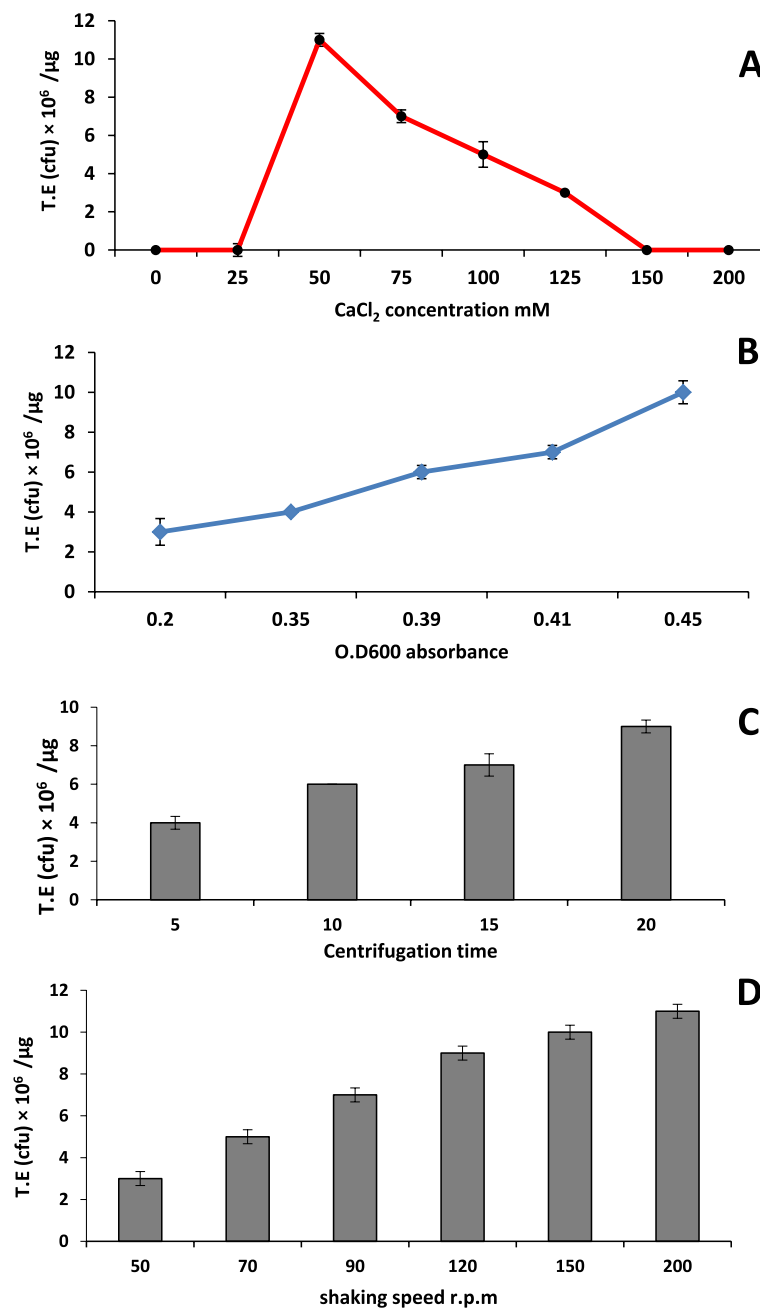 A
T.E (cfu) × 10⁶ /µg
12
10
8
6
4
2
0
0 25 50 75 100 125 150 200
CaCl₂ concentration mM
B
T.E (cfu) × 10⁶ /µg
12
10
8
6
4
2
0
0.2 0.35 0.39 0.41 0.45
O.D600 absorbance
C
T.E (cfu) × 10⁶ /µg
10
8
6
4
2
0
5 10 15 20
Centrifugation time
D
T.E (cfu) × 10⁶ /µg
12
10
8
6
4
2
0
50 70 90 120 150 200
shaking speed r.p.m